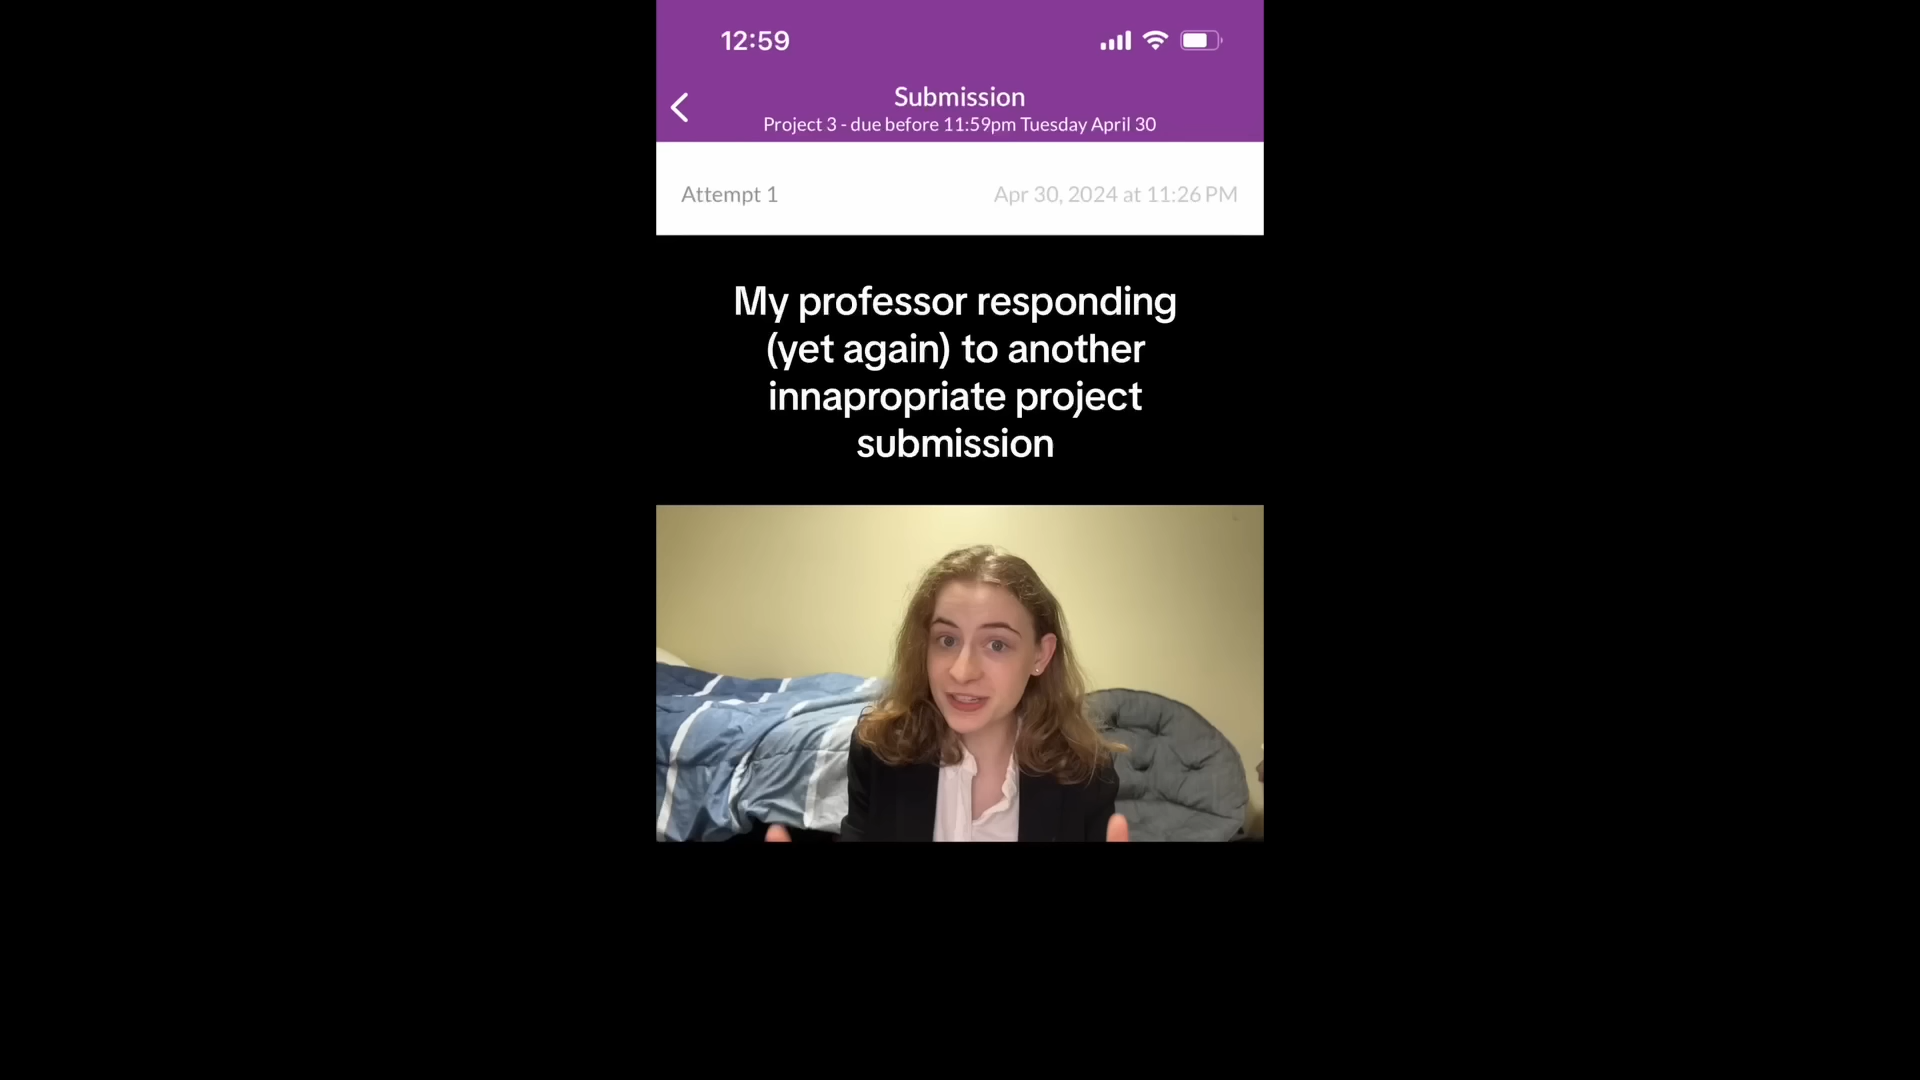 12:59
Submission
Project 3 - due before 11:59pm Tuesday April 30
Attempt 1
Apr 30, 2024 at 11:26 PM
My professor responding
(yet again) to another
innapropriate project
submission